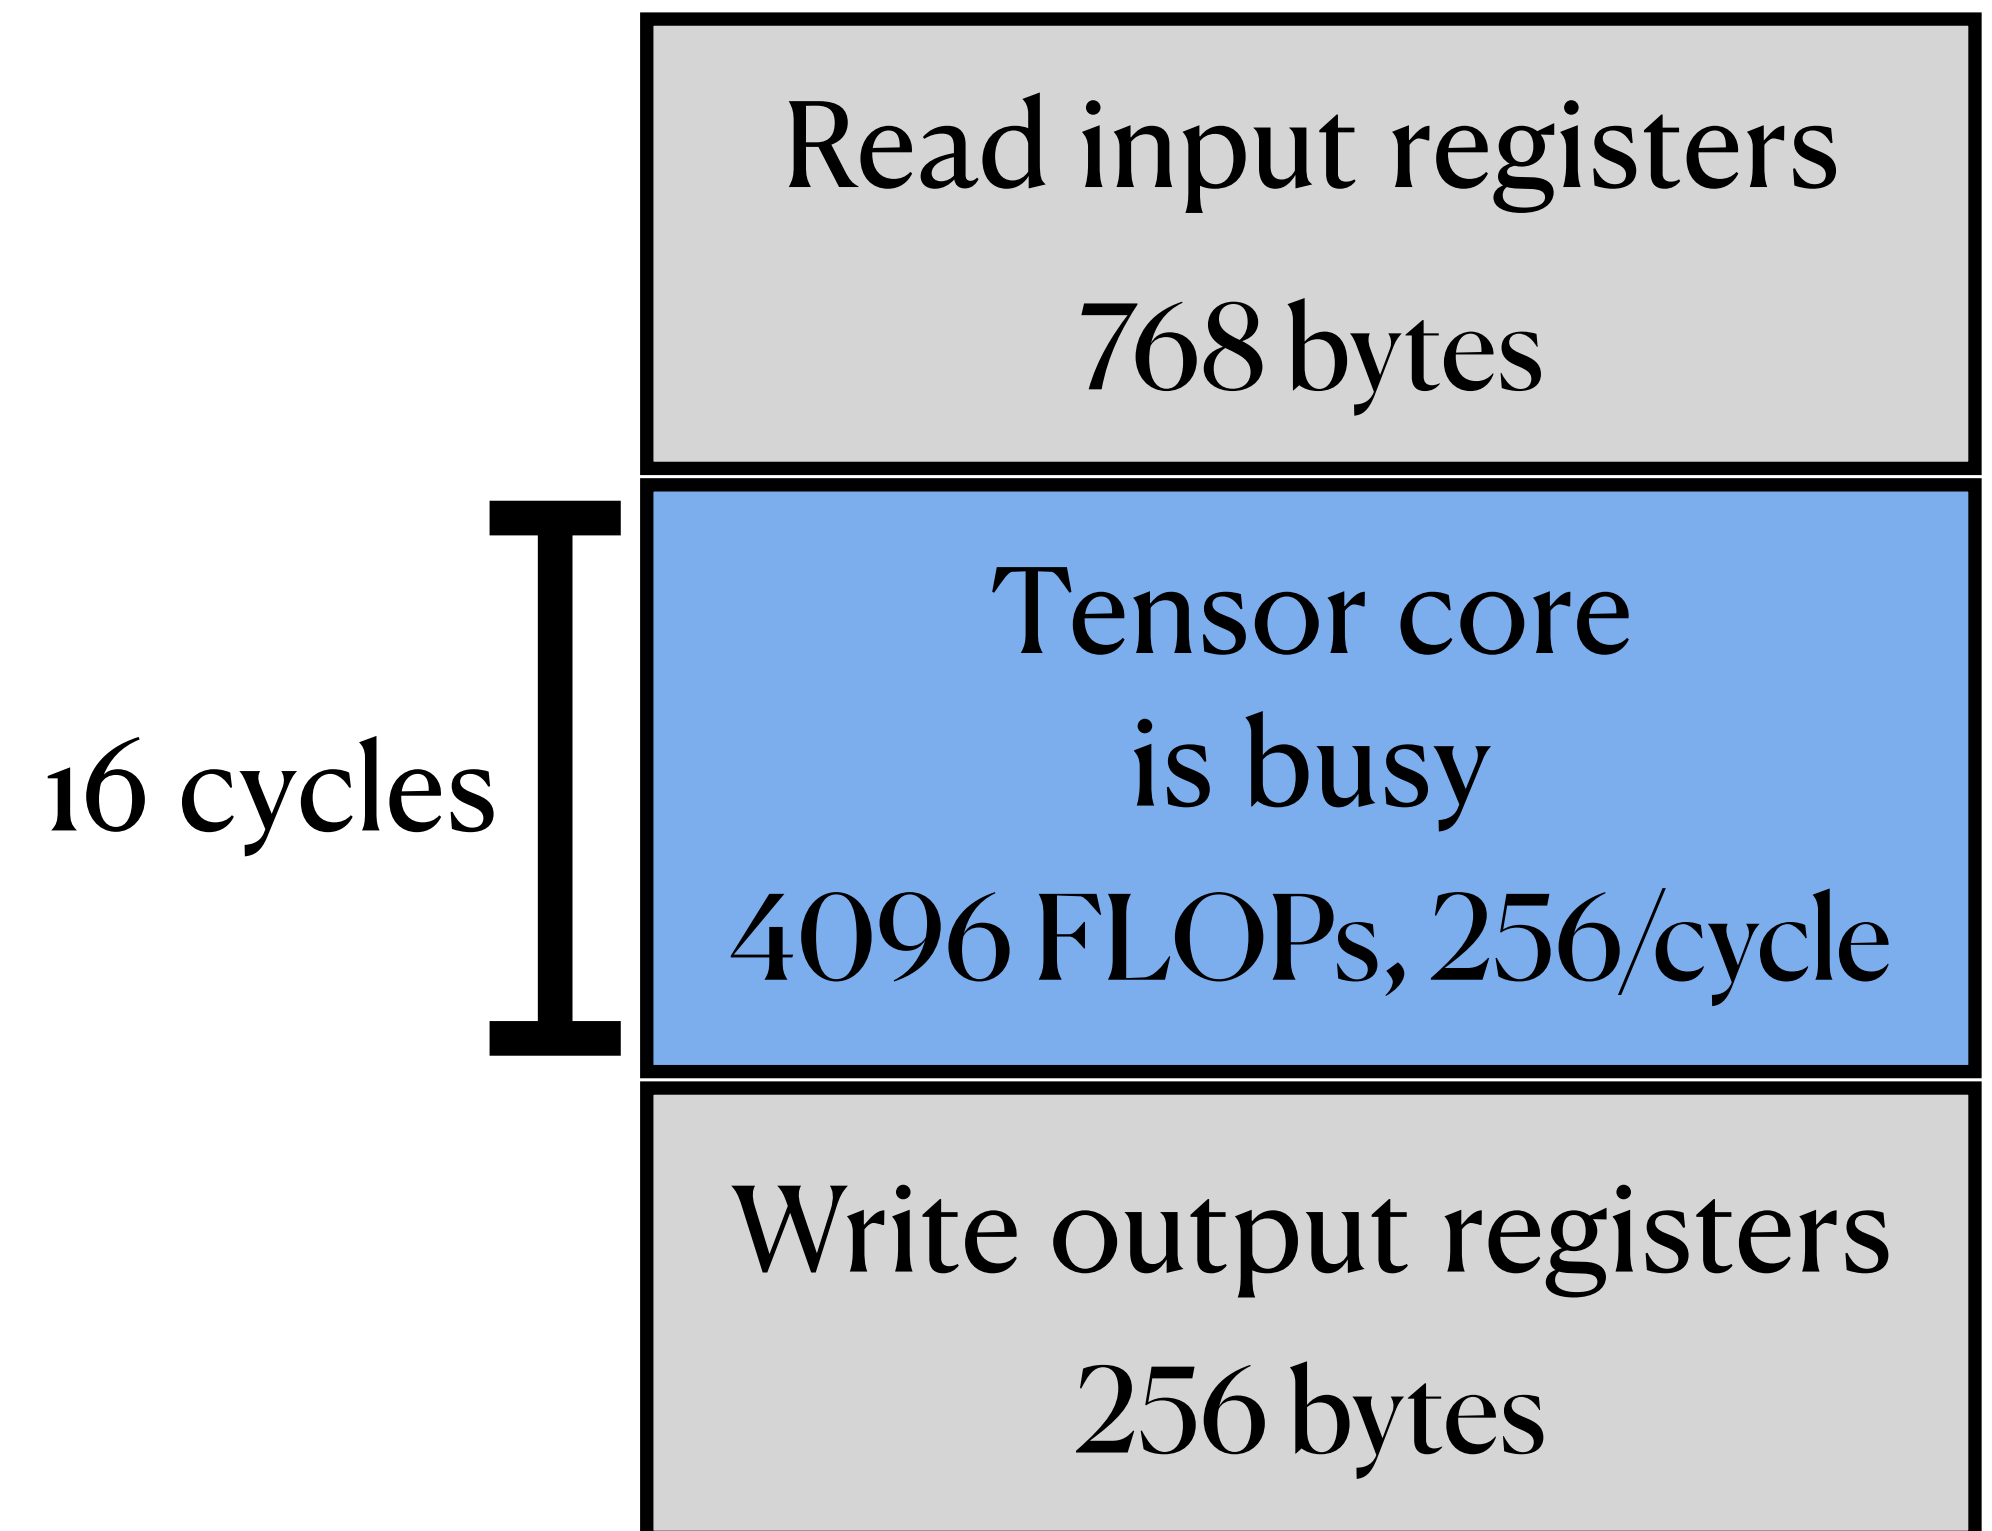 Read input registers
768 bytes
16 cycles
Tensor core
is busy
4096 FLOPs, 256/cycle
Write output registers
256 bytes